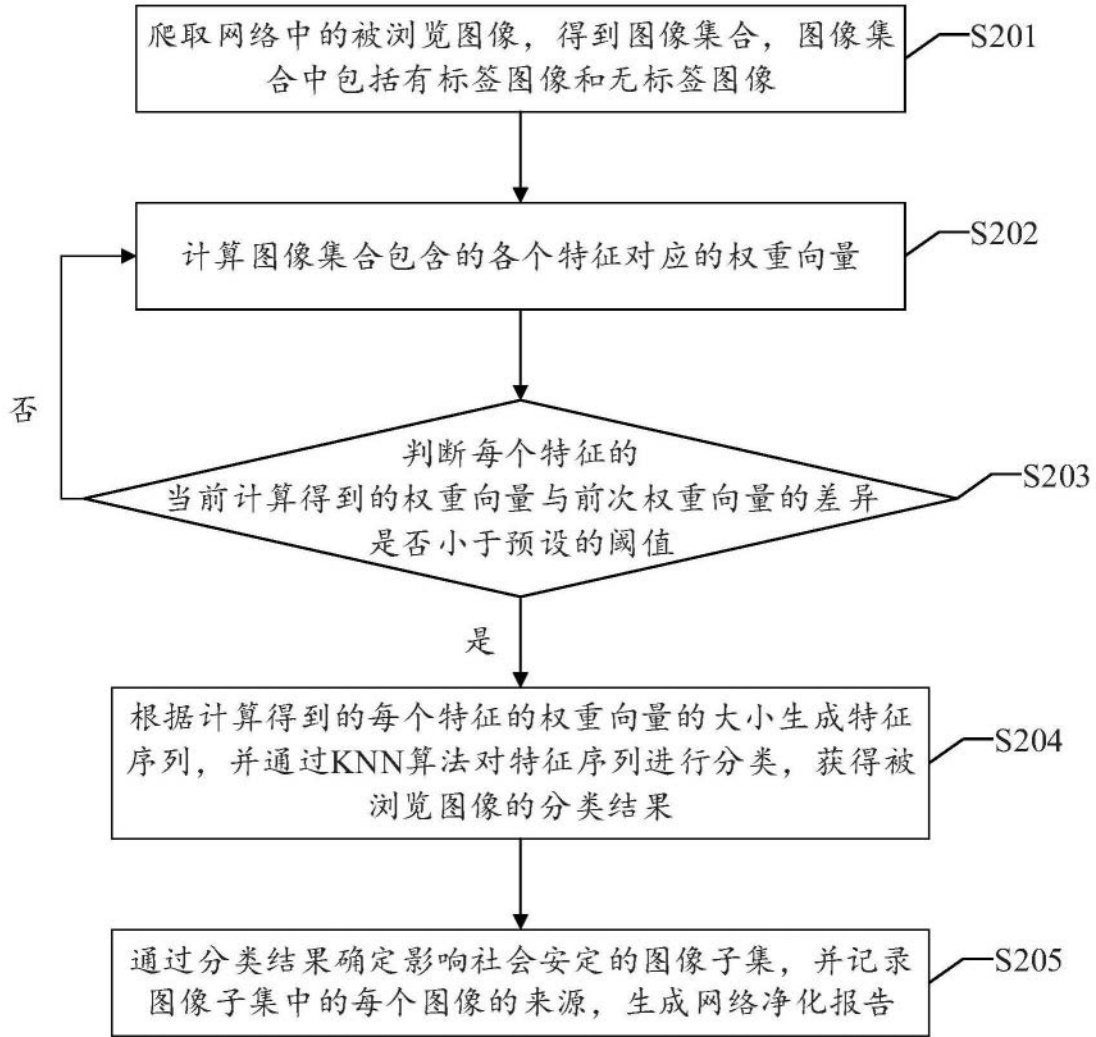 爬取网络中的被浏览图像，得到图像集
合中包括有标签图像和无标签图像
S201
计算图像集合包含的各个特征对应的权重向量
S202
否
判断每个特征的
当前计算得到的权重向量与前次权重向量的差异
是否小于预设的阈值
S203
是
根据计算得到的每个特征的权重向量的大小生成特征
序列，并通过KNN算法对特征序列进行分类，获得被
浏览图像的分类结果
S204
通过分类结果确定影响社会安定的图像子集，并记录
图像子集中的每个图像的来源，生成网络净化报告
S205